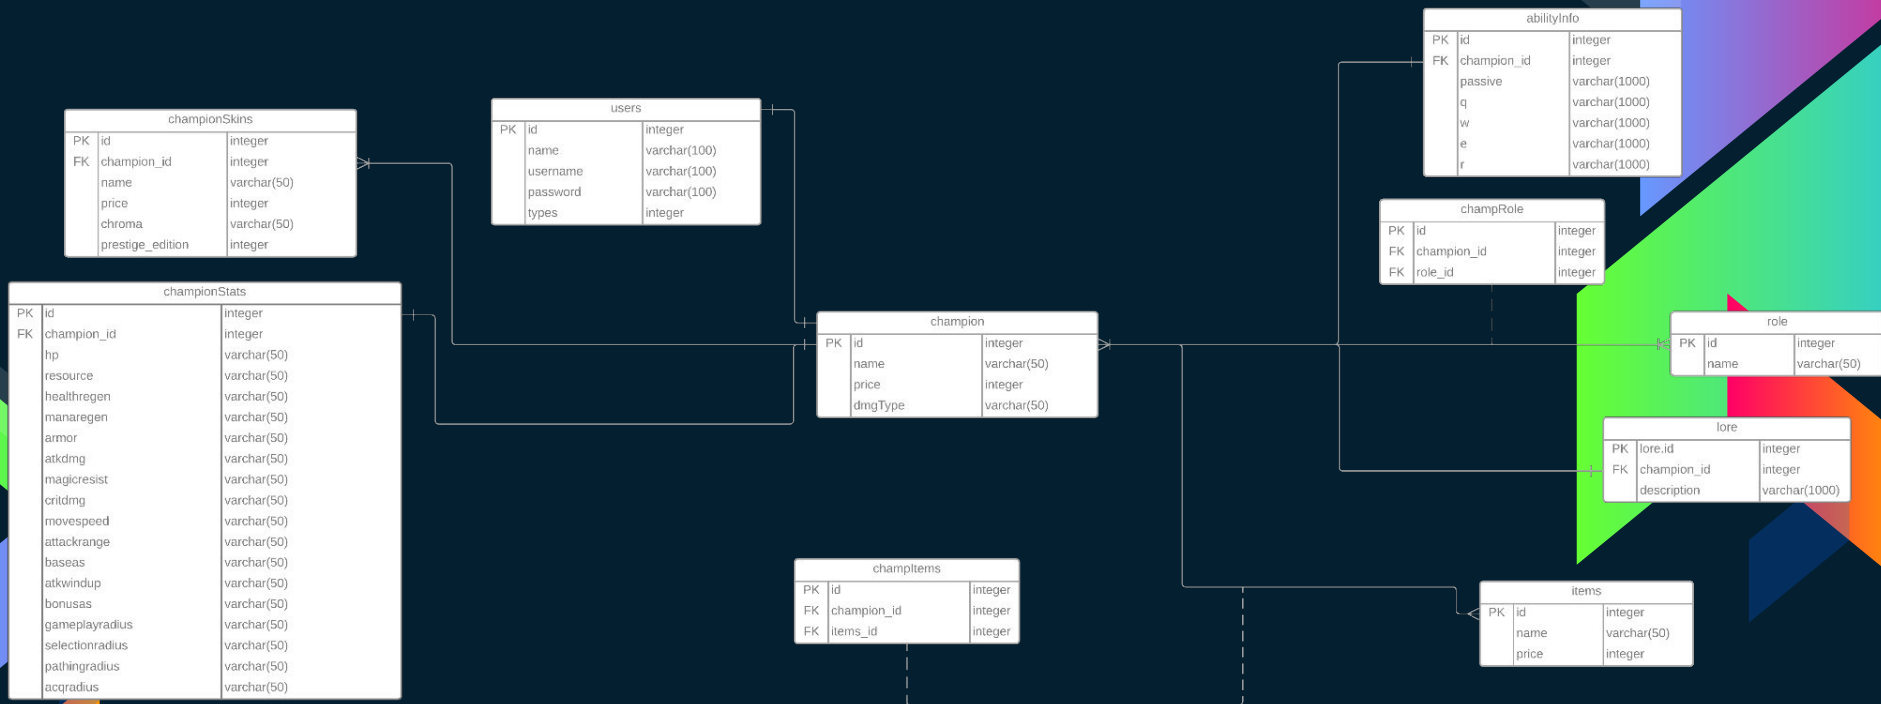 abilityInfo
PK id integer
FK champion_id integer
passive varchar(1000)
q varchar(1000)
w varchar(1000)
e varchar(1000)
r varchar(1000)
championSkins
PK id integer
FK champion_id integer
name varchar(50)
price integer
chroma varchar(50)
prestige_edition integer
users
PK id integer
name varchar(100)
username varchar(100)
password varchar(100)
types integer
champRole
PK id integer
FK champion_id integer
FK role_id integer
championStats
PK id integer
FK champion_id integer
hp varchar(50)
resource varchar(50)
healthregen varchar(50)
manaregen varchar(50)
armor varchar(50)
atkdmg varchar(50)
magicresist varchar(50)
critdmg varchar(50)
movespeed varchar(50)
attackrange varchar(50)
baseas varchar(50)
atkwindup varchar(50)
bonusas varchar(50)
gameplayradius varchar(50)
selectionradius varchar(50)
pathingradius varchar(50)
acqradius varchar(50)
champion
PK id integer
name varchar(50)
price integer
dmgType varchar(50)
role
PK id integer
name varchar(50)
lore
PK lore.id integer
FK champion_id integer
description varchar(1000)
champItems
PK id integer
FK champion_id integer
FK items_id integer
items
PK id integer
name varchar(50)
price integer